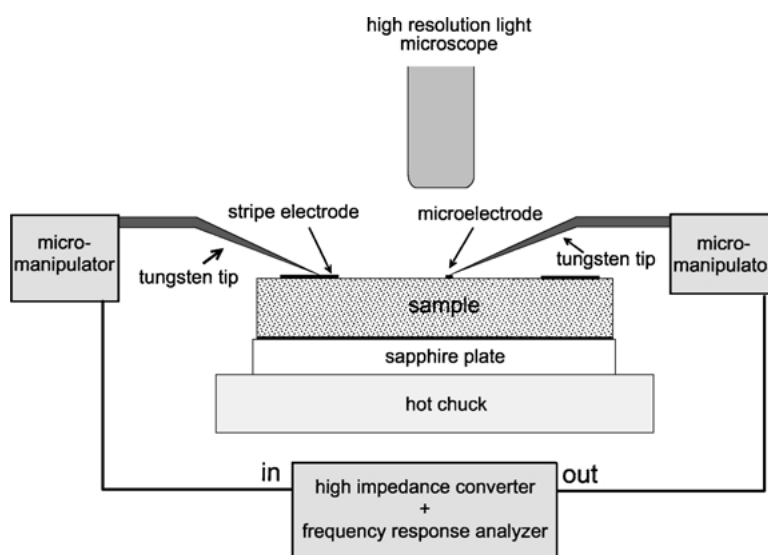 high resolution light
microscope
stripe electrode
microelectrode
micro-
manipulator
tungsten tip
tungsten tip
micro-
manipulato
sample
sapphire plate
hot chuck
in
out
high impedance converter
+
frequency response analyzer